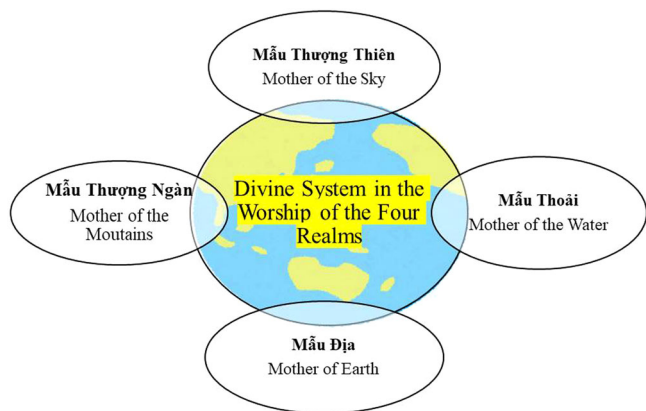 Mẫu Thượng Thiên
Mother of the Sky
Mẫu Thượng Ngàn
Mother of the
Moutains
Divine System in the
Worship of the Four
Realms
Mẫu Thoải
Mother of the Water
Mẫu Địa
Mother of Earth